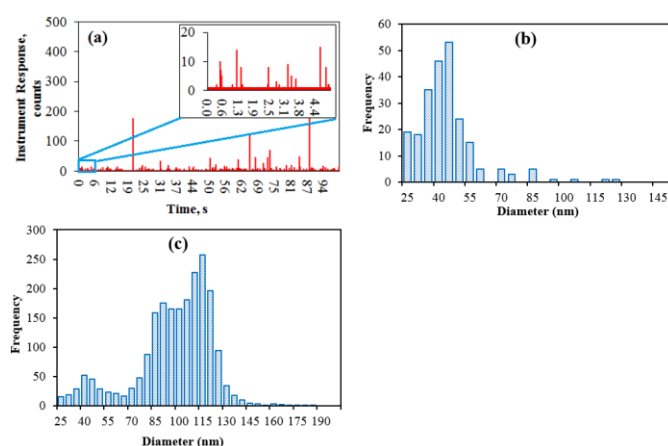 (a)
Instrument Response,
counts
500
400
300
200
100
0
20
10
0
0.0 0.6 1.3 1.9 2.5 3.1 3.8 4.4
0 6 12 19 25 31 37 44 50 56 62 69 75 81 87 94
Time, s
(b)
Frequency
60
50
40
30
20
10
0
25 40 55 70 85 100 115 130 145
Diameter (nm)
(c)
Frequency
300
250
200
150
100
50
0
25 40 55 70 85 100 115 130 145 160 175 190
Diameter (nm)